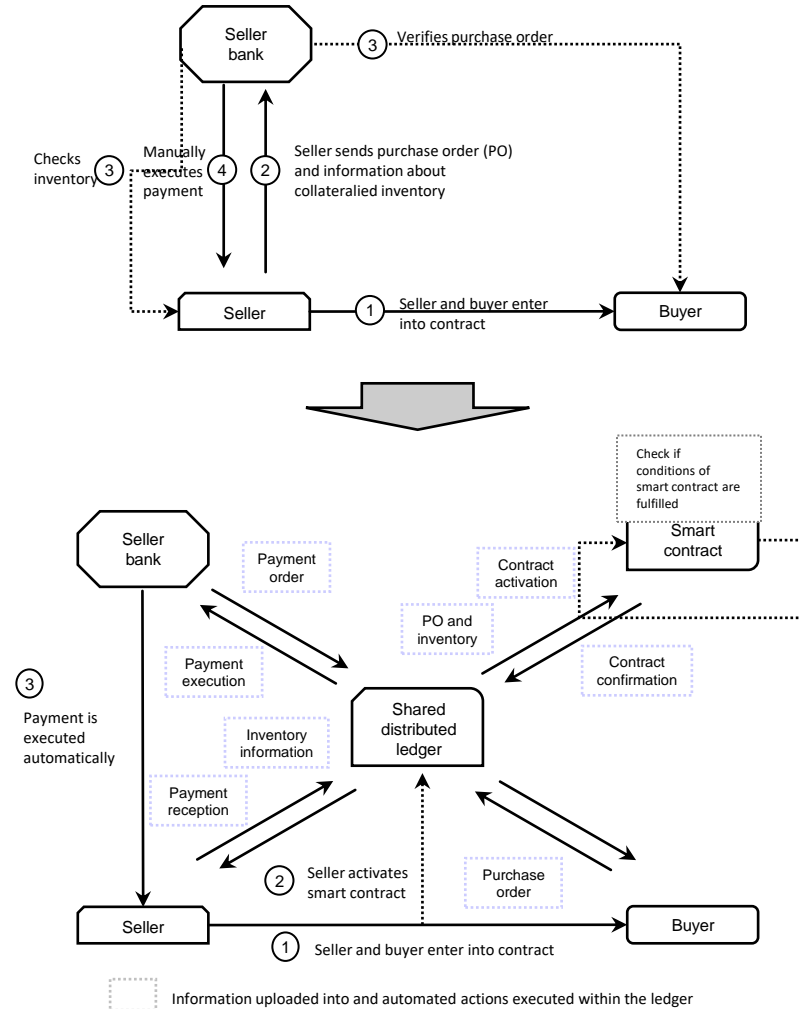 Seller
bank
3
Verifies purchase order
Checks
inventory
3
Manually
executes
payment
4
2
Seller sends purchase order (PO)
and information about
collateralied inventory
Seller
1
Seller and buyer enter
into contract
Buyer
Check if
conditions of
smart contract are
fulfilled
Smart
contract
Seller
bank
Payment
order
Contract
activation
PO and
inventory
Payment
execution
Contract
confirmation
3
Payment is
executed
automatically
Shared
distributed
ledger
Inventory
information
Payment
reception
2
Seller activates
smart contract
Purchase
order
Seller
Buyer
1
Seller and buyer enter into contract
Information uploaded into and automated actions executed within the ledger